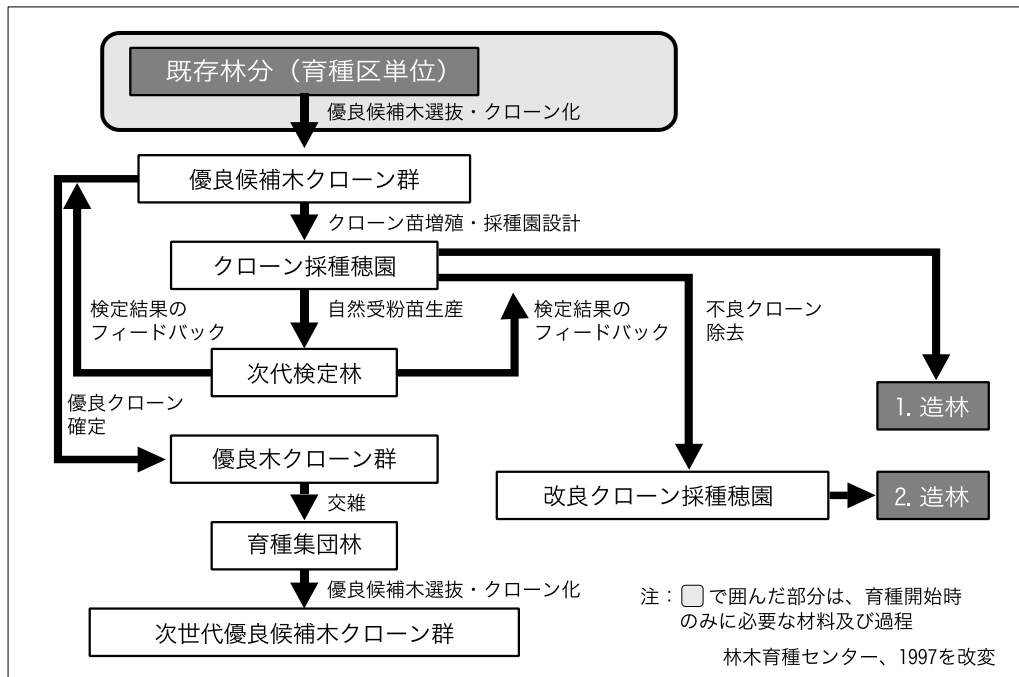 既存林分（育種区単位）
優良候補木選抜・クローン化
優良候補木クローン群
クローン苗増殖・採種園設計
クローン採種穂園
検定結果の
フィードバック
自然受粉苗生産
検定結果の
フィードバック
不良クローン
除去
次代検定林
1. 造林
優良クローン
確定
優良木クローン群
改良クローン採種穂園
2. 造林
交雑
育種集団林
優良候補木選抜・クローン化
次世代優良候補木クローン群
注：で囲んだ部分は、育種開始時
のみに必要な材料及び過程
林木育種センター、1997を改変